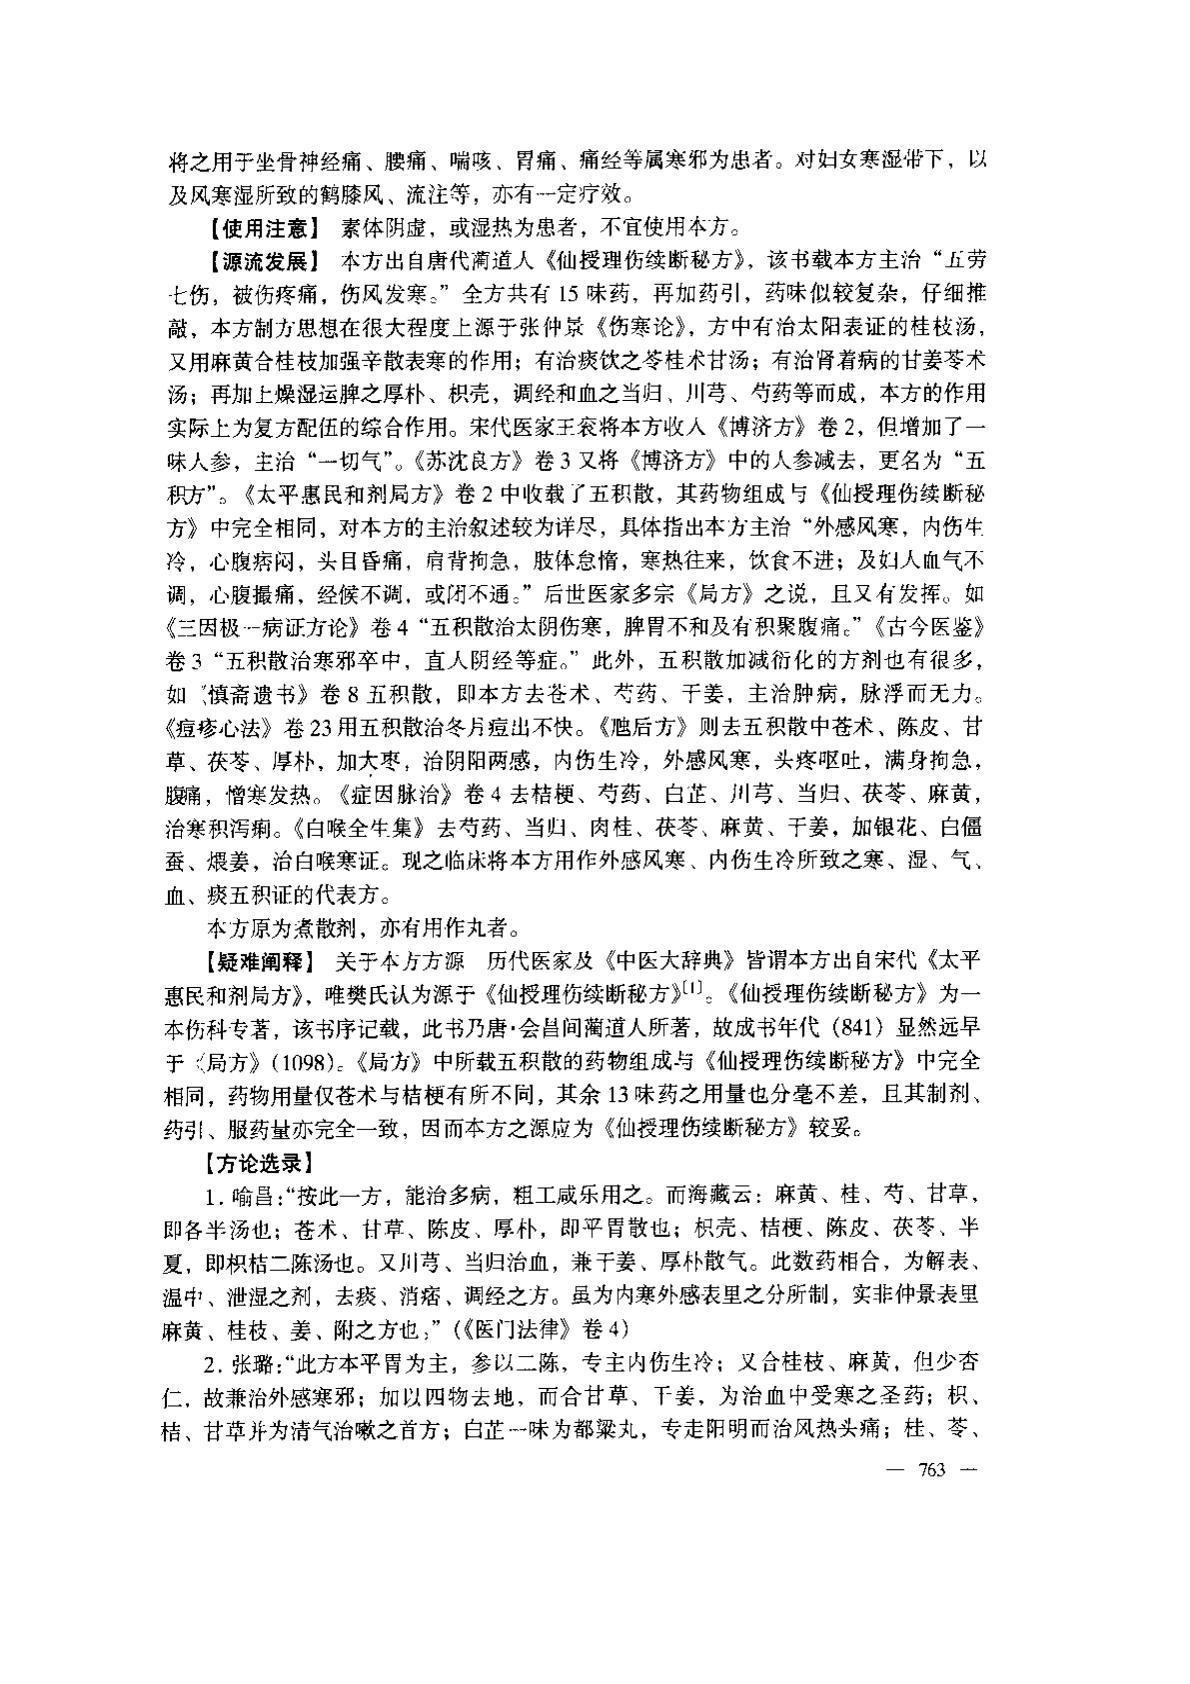 将之用于坐骨神经痛、腰痛、喘咳、胃痛、痛经等属寒邪为患者。对妇女寒湿带下，以
及风寒湿所致的鹤膝风、流注等，亦有一定疗效。
【使用注意】 素体阴虚，或湿热为患者，不宜使用本方。
【源流发展】 本方出自唐代蔺道人《仙授理伤续断秘方》，该书载本方主治“五劳
七伤，被伤疼痛，伤风发寒。”全方共有 15 味药，再加药引，药味似较复杂，仔细推
敲，本方制方思想在很大程度上源于张仲景《伤寒论》，方中有治太阳表证的桂枝汤，
又用麻黄合桂枝加强辛散表寒的作用；有治痰饮之苓桂术甘汤；有治肾着病的甘姜苓术
汤；再加上燥湿运脾之厚朴、枳壳，调经和血之当归、川芎、芍药等而成，本方的作用
实际上为复方配伍的综合作用。宋代医家王衮将本方收入《博济方》卷 2，但增加了一
味人参，主治“一切气”。《苏沈良方》卷 3 又将《博济方》中的人参减去，更名为“五
积方”。《太平惠民和剂局方》卷 2 中收载了五积散，其药物组成与《仙授理伤续断秘
方》中完全相同，对本方的主治叙述较为详尽，具体指出本方主治“外感风寒，内伤生
冷，心腹痞闷，头目昏痛，肩背拘急，肢体怠惰，寒热往来，饮食不进；及妇人血气不
调，心腹撮痛，经候不调，或闭不通。”后世医家多宗《局方》之说，且又有发挥。如
《三因极一病证方论》卷 4“五积散治太阴伤寒，脾胃不和及有积聚腹痛。”《古今医鉴》
卷 3“五积散治寒邪卒中，直入阴经等症。”此外，五积散加减衍化的方剂也有很多，
如《慎斋遗书》卷 8 五积散，即本方去苍术、芍药、干姜，主治肿病，脉浮而无力。
《痘疹心法》卷 23 用五积散治冬月痘出不快。《肘后方》则去五积散中苍术、陈皮、甘
草、茯苓、厚朴，加大枣，治阴阳两感，内伤生冷，外感风寒，头疼呕吐，满身拘急，
腹痛，憎寒发热。《症因脉治》卷 4 去桔梗、芍药、白芷、川芎、当归、茯苓、麻黄，
治寒积泻痢。《白喉全生集》去芍药、当归、肉桂、茯苓、麻黄、干姜，加银花、白僵
蚕、煨姜，治白喉寒证。现之临床将本方用作外感风寒、内伤生冷所致之寒、湿、气、
血、痰五积证的代表方。
本方原为煮散剂，亦有用作丸者。
【疑难阐释】 关于本方方源 历代医家及《中医大辞典》皆谓本方出自宋代《太平
惠民和剂局方》，唯樊氏认为源于《仙授理伤续断秘方》[1]。《仙授理伤续断秘方》为一
本伤科专著，该书序记载，此书乃唐·会昌间蔺道人所著，故成书年代（841）显然远早
于《局方》(1098)。《局方》中所载五积散的药物组成与《仙授理伤续断秘方》中完全
相同，药物用量仅苍术与桔梗有所不同，其余 13 味药之用量也分毫不差，且其制剂、
药引、服药量亦完全一致，因而本方之源应为《仙授理伤续断秘方》较妥。
【方论选录】
1. 喻昌：“按此一方，能治多病，粗工咸乐用之。而海藏云：麻黄、桂、芍、甘草，
即各半汤也；苍术、甘草、陈皮、厚朴，即平胃散也；枳壳、桔梗、陈皮、茯苓、半
夏，即枳桔二陈汤也。又川芎、当归治血，兼干姜、厚朴散气。此数药相合，为解表、
温中、泄湿之剂，去痰、消痞、调经之方。虽为内寒外感表里之分所制，实非仲景表里
麻黄、桂枝、姜、附之方也。”（《医门法律》卷 4）
2. 张璐：“此方本平胃为主，参以二陈，专主内伤生冷；又合桂枝、麻黄，但少杏
仁，故兼治外感寒邪；加以四物去地，而合甘草、干姜，为治血中受寒之圣药；枳、
桔、甘草并为清气治嗽之首方；白芷一味为都梁丸，专走阳明而治风热头痛；桂、苓、
— 763 —